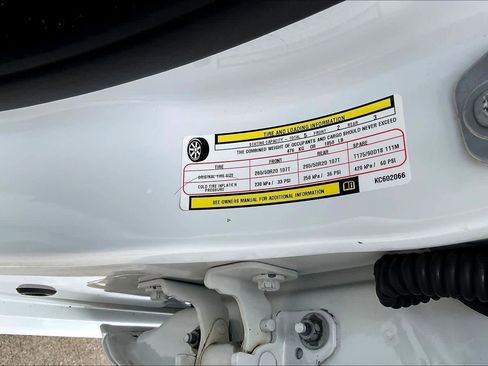 TIRE AND LOADING INFORMATION
SEATING CAPACITY - TOTAL 5 FRONT 2 REAR 3
THE COMBINED WEIGHT OF OCCUPANTS AND CARGO SHOULD NEVER EXCEED
476 KG OR 1050 LB
TIRE FRONT REAR SPARE
ORIGINAL TIRE SIZE 265/50R20 107T 265/50R20 107T T175/90D18 111M
COLD TIRE INFLATION PRESSURE 230 kPa / 33 PSI 250 kPa / 36 PSI 420 kPa / 60 PSI
SEE OWNERS MANUAL FOR ADDITIONAL INFORMATION
KC602066